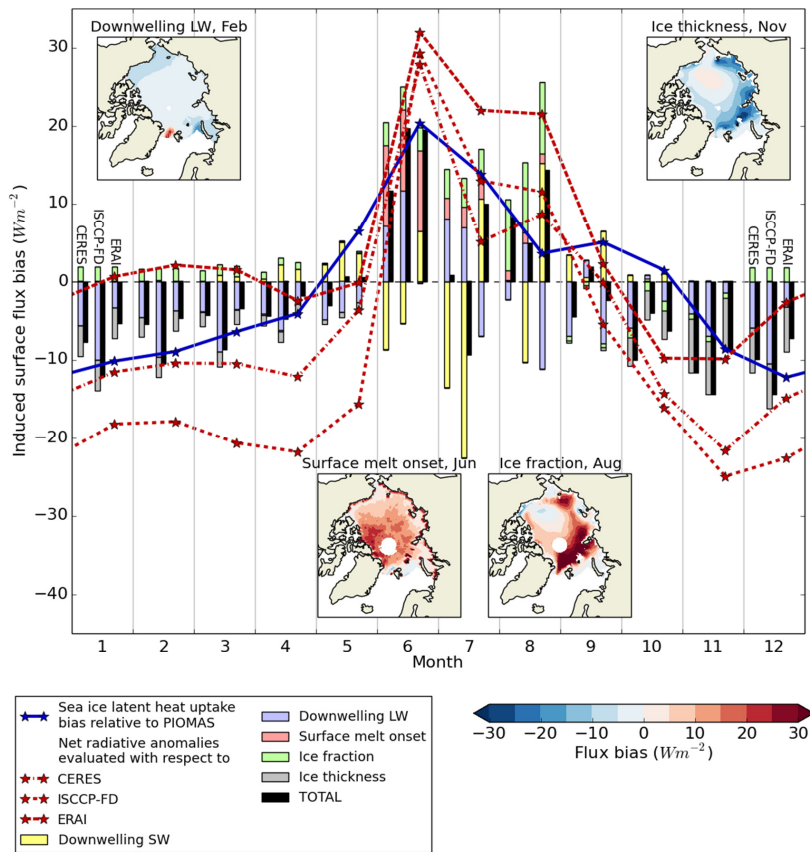 Downwelling LW, Feb
Ice thickness, Nov
30
20
10
0
−10
−20
−30
−40
Induced surface flux bias (Wm⁻²)
CERES
ISCCP-FD
ERAI
CERES
ISCCP-FD
ERAI
Surface melt onset, Jun
Ice fraction, Aug
1 2 3 4 5 6 7 8 9 10 11 12
Month
Sea ice latent heat uptake
bias relative to PIOMAS
Net radiative anomalies
evaluated with respect to
CERES
ISCCP-FD
ERAI
Downwelling SW
Downwelling LW
Surface melt onset
Ice fraction
Ice thickness
TOTAL
−30 −20 −10 0 10 20 30
Flux bias (Wm⁻²)